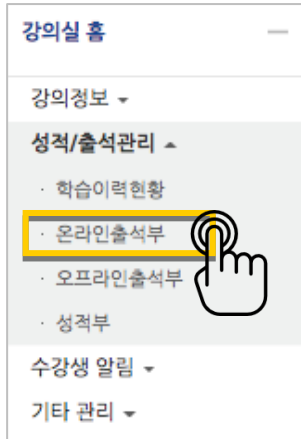 강의실 홈
강의정보
성적/출석관리
· 학습이력현황
· 온라인출석부
· 오프라인출석부
· 성적부
수강생 알림
기타 관리